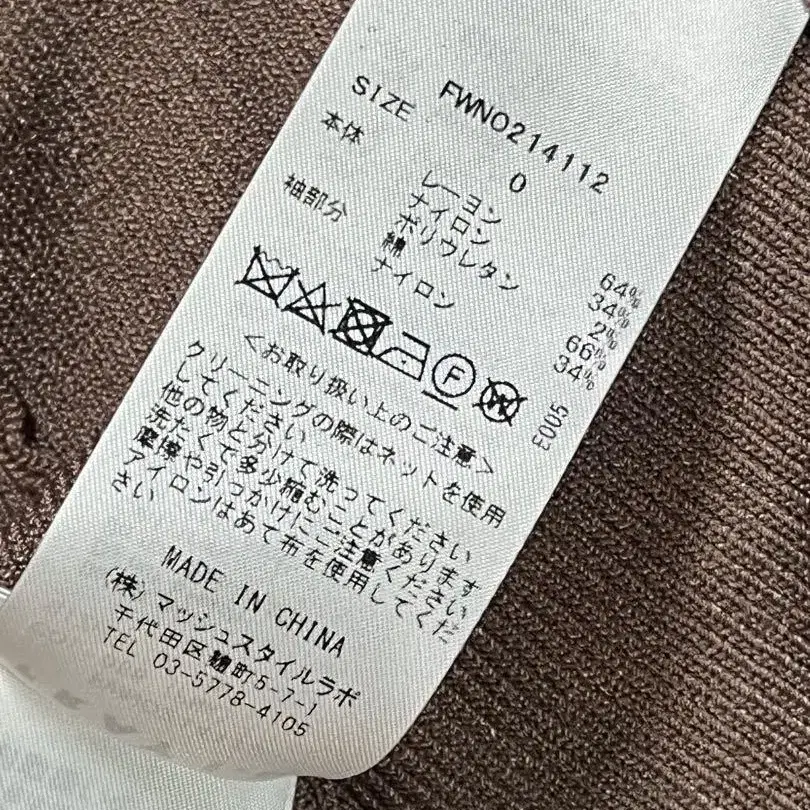 FWNO214112
SIZE 0
本体 レーヨン 64%
ナイロン 34%
ポリウレタン 2%
袖部分 綿 66%
ナイロン 34%
F
W
E005
<お取り扱い上のご注意>
クリーニングの際はネットを使用
してください
他の物と分けて洗ってください
洗たくで多少縮むことがあります
摩擦や引っかけにご注意ください
アイロンはあて布を使用してくだ
さい
MADE IN CHINA
(株)マッシュスタイルラボ
千代田区麹町5-7-1
TEL 03-5778-4105